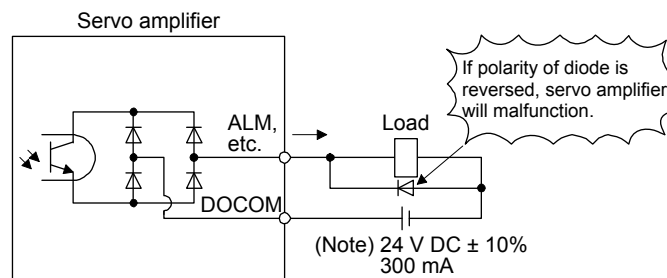 Servo amplifier
If polarity of diode is
reversed, servo amplifier
will malfunction.
ALM,
etc.
Load
DOCOM
(Note) 24 V DC ± 10%
300 mA